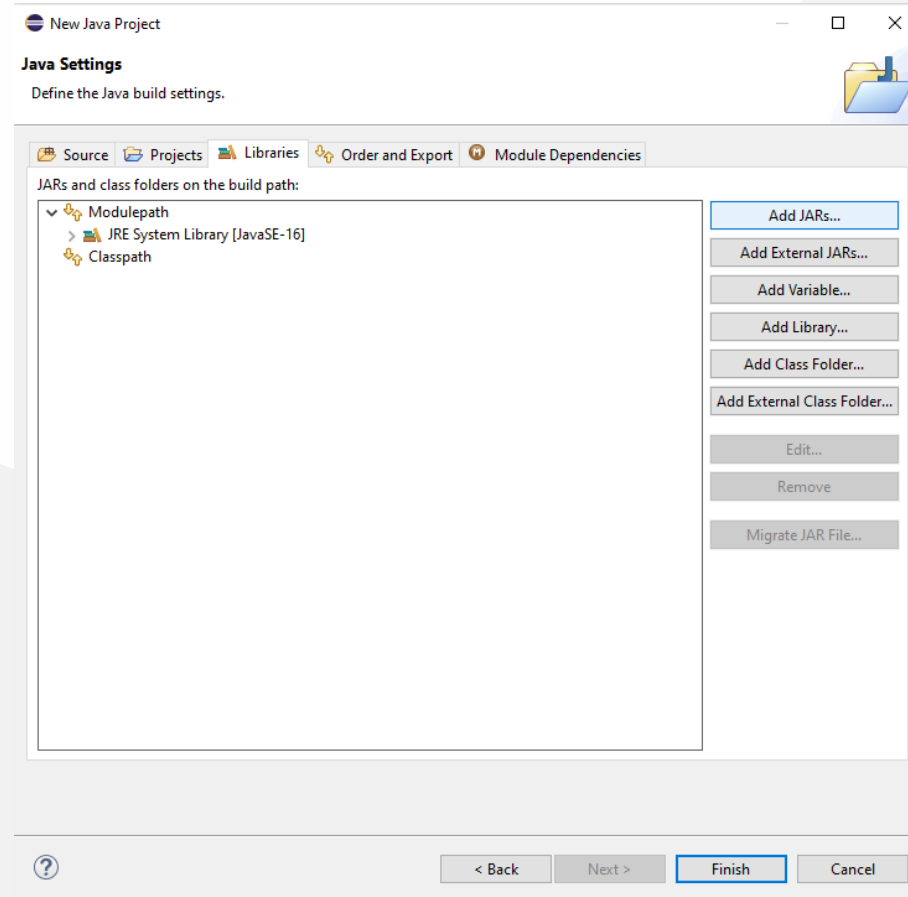 New Java Project
Java Settings
Define the Java build settings.
Source Projects Libraries Order and Export Module Dependencies
JARs and class folders on the build path:
Modulepath
JRE System Library [JavaSE-16]
Classpath
Add JARs...
Add External JARs...
Add Variable...
Add Library...
Add Class Folder...
Add External Class Folder...
Edit...
Remove
Migrate JAR File...
< Back Next > Finish Cancel